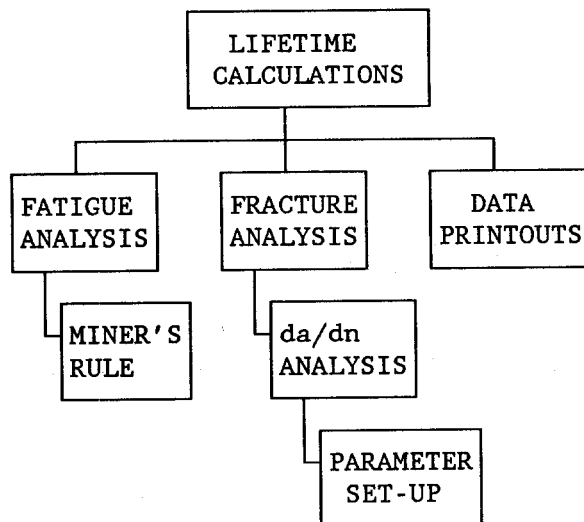 LIFETIME
CALCULATIONS
FATIGUE
ANALYSIS
FRACTURE
ANALYSIS
DATA
PRINTOUTS
MINER'S
RULE
da/dn
ANALYSIS
PARAMETER
SET-UP